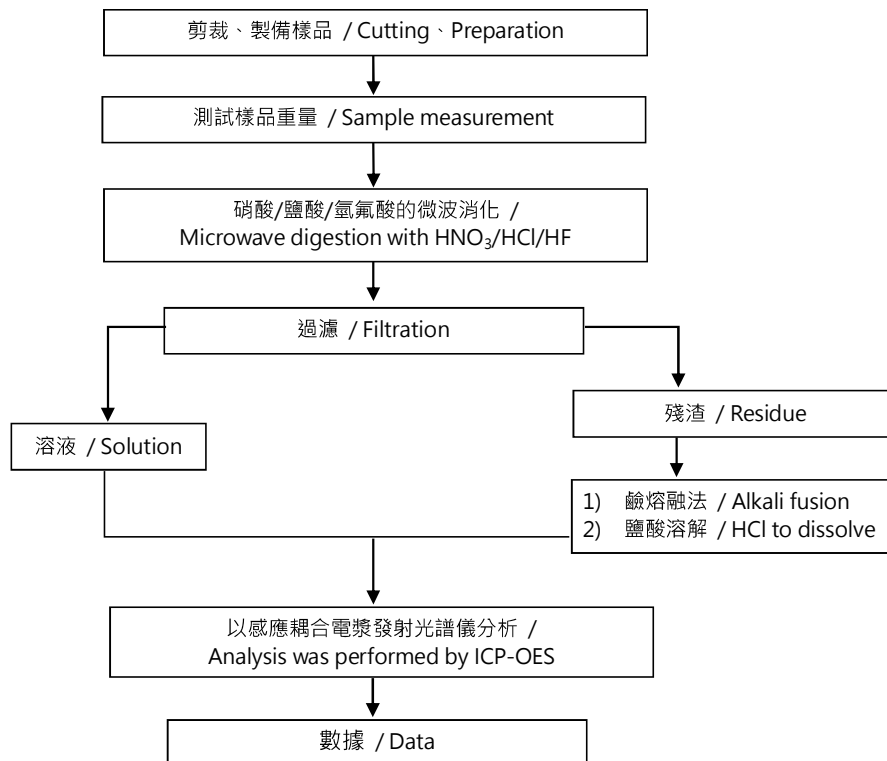 剪裁、製備樣品 / Cutting、Preparation
測試樣品重量 / Sample measurement
硝酸/鹽酸/氫氟酸的微波消化 /
Microwave digestion with HNO₃/HCl/HF
過濾 / Filtration
溶液 / Solution
殘渣 / Residue
1) 鹼熔融法 / Alkali fusion
2) 鹽酸溶解 / HCl to dissolve
以感應耦合電漿發射光譜儀分析 /
Analysis was performed by ICP-OES
數據 / Data